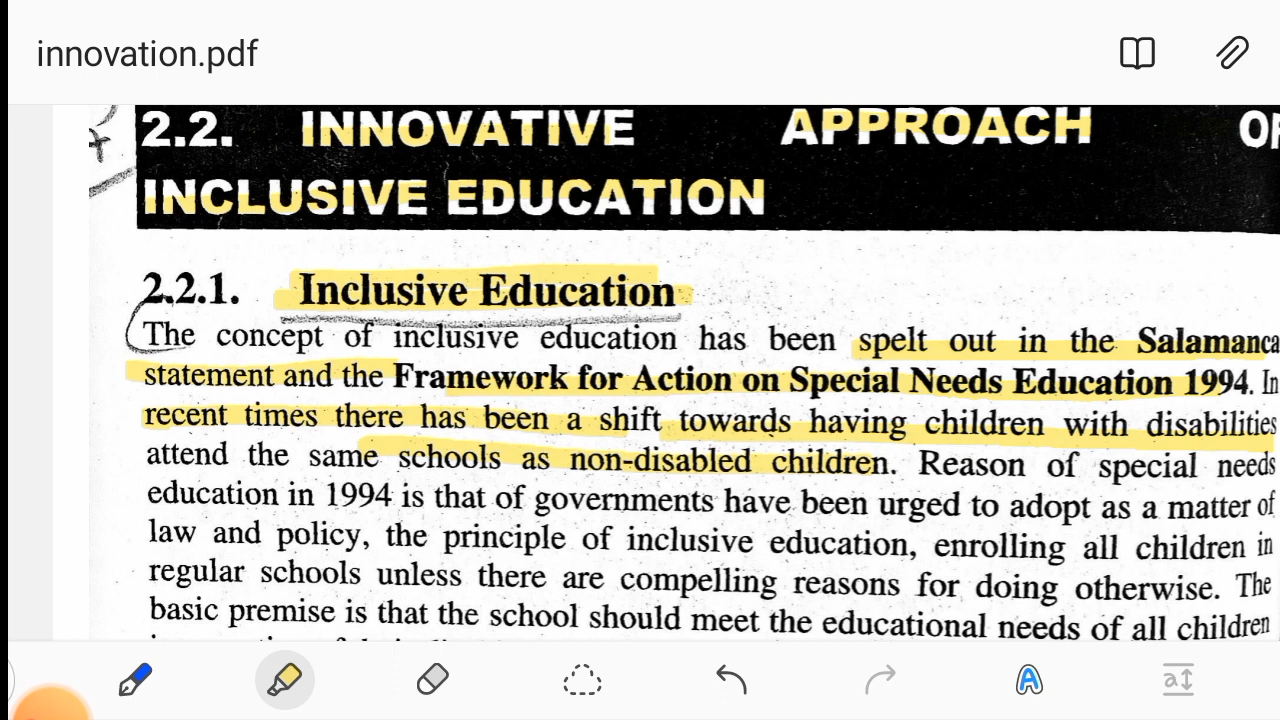 innovation.pdf
2.2. INNOVATIVE APPROACH
INCLUSIVE EDUCATION
2.2.1. Inclusive Education
The concept of inclusive education has been spelt out in the Salamanca
statement and the Framework for Action on Special Needs Education 1994. In
recent times there has been a shift towards having children with disabilities
attend the same schools as non-disabled children. Reason of special needs
education in 1994 is that of governments have been urged to adopt as a matter of
law and policy, the principle of inclusive education, enrolling all children in
regular schools unless there are compelling reasons for doing otherwise. The
basic premise is that the school should meet the educational needs of all children
A
a